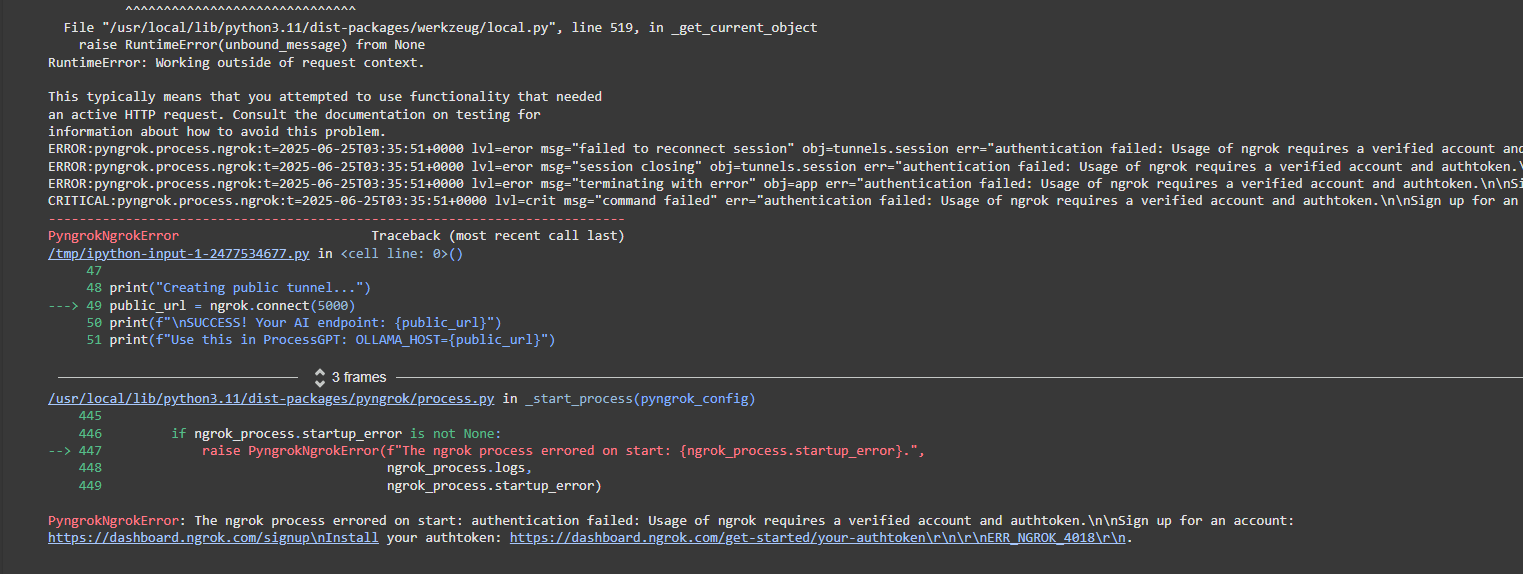 ^^^^^^^^^^^^^^^^^^^^^^^^^^^^^
File "/usr/local/lib/python3.11/dist-packages/werkzeug/local.py", line 519, in _get_current_object
raise RuntimeError(unbound_message) from None
RuntimeError: Working outside of request context.
This typically means that you attempted to use functionality that needed
an active HTTP request. Consult the documentation on testing for
information about how to avoid this problem.
ERROR:pyngrok.process.ngrok:t=2025-06-25T03:35:51+0000 lvl=eror msg="failed to reconnect session" obj=tunnels.session err="authentication failed: Usage of ngrok requires a verified account and
ERROR:pyngrok.process.ngrok:t=2025-06-25T03:35:51+0000 lvl=eror msg="session closing" obj=tunnels.session err="authentication failed: Usage of ngrok requires a verified account and authtoken.\
ERROR:pyngrok.process.ngrok:t=2025-06-25T03:35:51+0000 lvl=eror msg="terminating with error" obj=app err="authentication failed: Usage of ngrok requires a verified account and authtoken.\n\nSi
CRITICAL:pyngrok.process.ngrok:t=2025-06-25T03:35:51+0000 lvl=crit msg="command failed" err="authentication failed: Usage of ngrok requires a verified account and authtoken.\n\nSign up for an
---------------------------------------------------------------------------
PyngrokNgrokError Traceback (most recent call last)
/tmp/ipython-input-1-2477534677.py in <cell line: 0>()
47
48 print("Creating public tunnel...")
---> 49 public_url = ngrok.connect(5000)
50 print(f"\nSUCCESS! Your AI endpoint: {public_url}")
51 print(f"Use this in ProcessGPT: OLLAMA_HOST={public_url}")
3 frames
/usr/local/lib/python3.11/dist-packages/pyngrok/process.py in _start_process(pyngrok_config)
445
446 if ngrok_process.startup_error is not None:
--> 447 raise PyngrokNgrokError(f"The ngrok process errored on start: {ngrok_process.startup_error}.",
448 ngrok_process.logs,
449 ngrok_process.startup_error)
PyngrokNgrokError: The ngrok process errored on start: authentication failed: Usage of ngrok requires a verified account and authtoken.\n\nSign up for an account:
https://dashboard.ngrok.com/signup\nInstall your authtoken: https://dashboard.ngrok.com/get-started/your-authtoken\r\n\r\nERR_NGROK_4018\r\n.